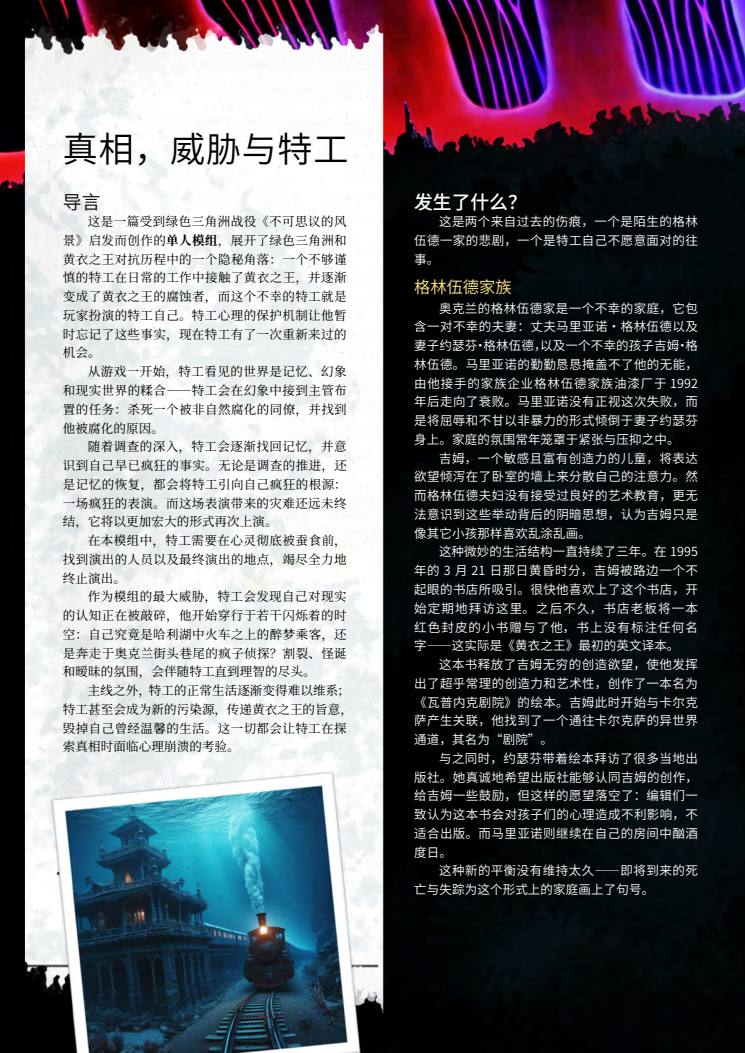 真相，威胁与特工
导言
这是一篇受到绿色三角洲战役《不可思议的风
景》启发而创作的单人模组，展开了绿色三角洲和
黄衣之王对抗历程中的一个隐秘角落：一个不够谨
慎的特工在日常的工作中接触了黄衣之王，并逐渐
变成了黄衣之王的腐蚀者，而这个不幸的特工就是
玩家扮演的特工自己。特工心理的保护机制让他暂
时忘记了这些事实，现在特工有了一次重新来过的
机会。
从游戏一开始，特工看见的世界是记忆、幻象
和现实世界的糅合——特工会在幻象中接到主管布
置的任务：杀死一个被非自然腐化的同僚，并找到
他被腐化的原因。
随着调查的深入，特工会逐渐找回记忆，并意
识到自己早已疯狂的事实。无论是调查的推进，还
是记忆的恢复，都会将特工引向自己疯狂的根源：
一场疯狂的表演。而这场表演带来的灾难还远未终
结，它将以更加宏大的形式再次上演。
在本模组中，特工需要在心灵彻底被蚕食前，
找到演出的人员以及最终演出的地点，竭尽全力地
终止演出。
作为模组的最大威胁，特工会发现自己对现实
的认知正在被敲碎，他开始穿行于若干闪烁着的时
空：自己究竟是哈利湖中火车之上的醉梦乘客，还
是奔走于奥克兰街头巷尾的疯子侦探？割裂、怪诞
和暧昧的氛围，会伴随特工直到理智的尽头。
主线之外，特工的正常生活逐渐变得难以维系；
特工甚至会成为新的污染源，传递黄衣之王的旨意，
毁掉自己曾经温馨的生活。这一切都会让特工在探
索真相时面临心理崩溃的考验。
发生了什么？
这是两个来自过去的伤痕，一个是陌生的格林
伍德一家的悲剧，一个是特工自己不愿意面对的往
事。
格林伍德家族
奥克兰的格林伍德家是一个不幸的家庭，它包
含一对不幸的夫妻：丈夫马里亚诺·格林伍德以及
妻子约瑟芬·格林伍德，以及一个不幸的孩子吉姆·格
林伍德。马里亚诺的勤勤恳恳掩盖不了他的无能，
由他接手的家族企业格林伍德家族油漆厂于 1992
年后走向了衰败。马里亚诺没有正视这次失败，而
是将屈辱和不甘以非暴力的形式倾倒于妻子约瑟芬
身上。家庭的氛围常年笼罩于紧张与压抑之中。
吉姆，一个敏感且富有创造力的儿童，将表达
欲望倾泻在了卧室的墙上来分散自己的注意力。然
而格林伍德夫妇没有接受过良好的艺术教育，更无
法意识到这些举动背后的阴暗思想，认为吉姆只是
像其它小孩那样喜欢乱涂乱画。
这种微妙的生活结构一直持续了三年。在 1995
年的 3 月 21 日那日黄昏时分，吉姆被路边一个不
起眼的书店所吸引。很快他喜欢上了这个书店，开
始定期地拜访这里。之后不久，书店老板将一本
红色封皮的小书赠与了他，书上没有标注任何名
字——这实际是《黄衣之王》最初的英文译本。
这本书释放了吉姆无穷的创造欲望，使他发挥
出了超乎常理的创造力和艺术性，创作了一本名为
《瓦普内克剧院》的绘本。吉姆此时开始与卡尔克
萨产生关联，他找到了一个通往卡尔克萨的异世界
通道，其名为“剧院”。
与之同时，约瑟芬带着绘本拜访了很多当地出
版社。她真诚地希望出版社能够认同吉姆的创作，
给吉姆一些鼓励，但这样的愿望落空了：编辑们一
致认为这本书会对孩子们的心理造成不利影响，不
适合出版。而马里亚诺则继续在自己的房间中酗酒
度日。
这种新的平衡没有维持太久——即将到来的死
亡与失踪为这个形式上的家庭画上了句号。